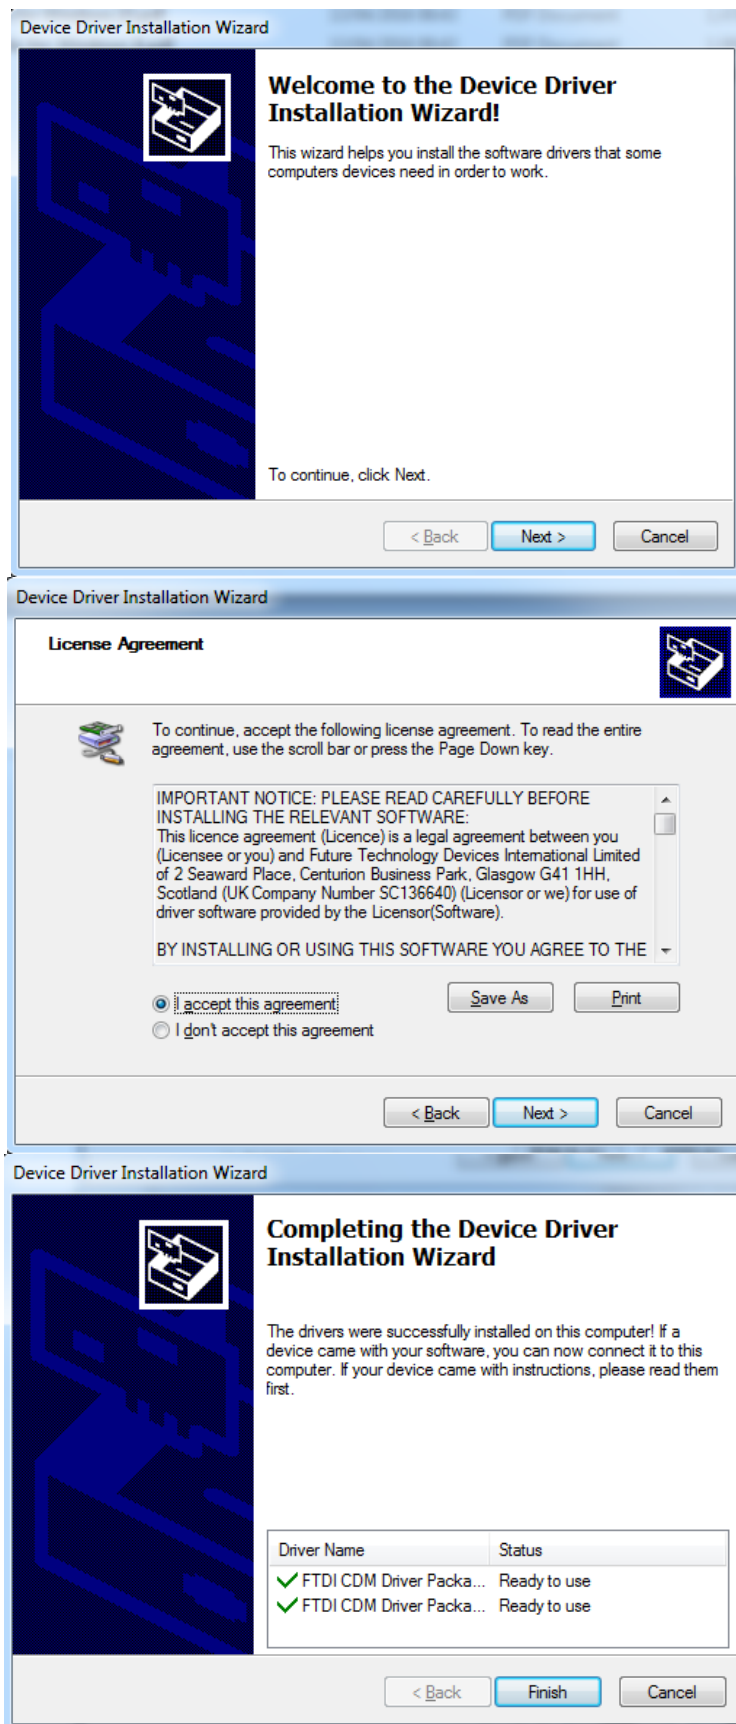 Device Driver Installation Wizard
Welcome to the Device Driver
Installation Wizard!
This wizard helps you install the software drivers that some
computers devices need in order to work.
To continue, click Next.
< Back
Next >
Cancel
Device Driver Installation Wizard
License Agreement
To continue, accept the following license agreement. To read the entire
agreement, use the scroll bar or press the Page Down key.
IMPORTANT NOTICE: PLEASE READ CAREFULLY BEFORE
INSTALLING THE RELEVANT SOFTWARE:
This licence agreement (Licence) is a legal agreement between you
(Licensee or you) and Future Technology Devices International Limited
of 2 Seaward Place, Centurion Business Park, Glasgow G41 1HH,
Scotland (UK Company Number SC136640) (Licensor or we) for use of
driver software provided by the Licensor(Software).
BY INSTALLING OR USING THIS SOFTWARE YOU AGREE TO THE
I accept this agreement
Save As
Print
I don't accept this agreement
< Back
Next >
Cancel
Device Driver Installation Wizard
Completing the Device Driver
Installation Wizard
The drivers were successfully installed on this computer! If a
device came with your software, you can now connect it to this
computer. If your device came with instructions, please read them
first.
Driver Name Status
FTDI CDM Driver Packa... Ready to use
FTDI CDM Driver Packa... Ready to use
< Back
Finish
Cancel